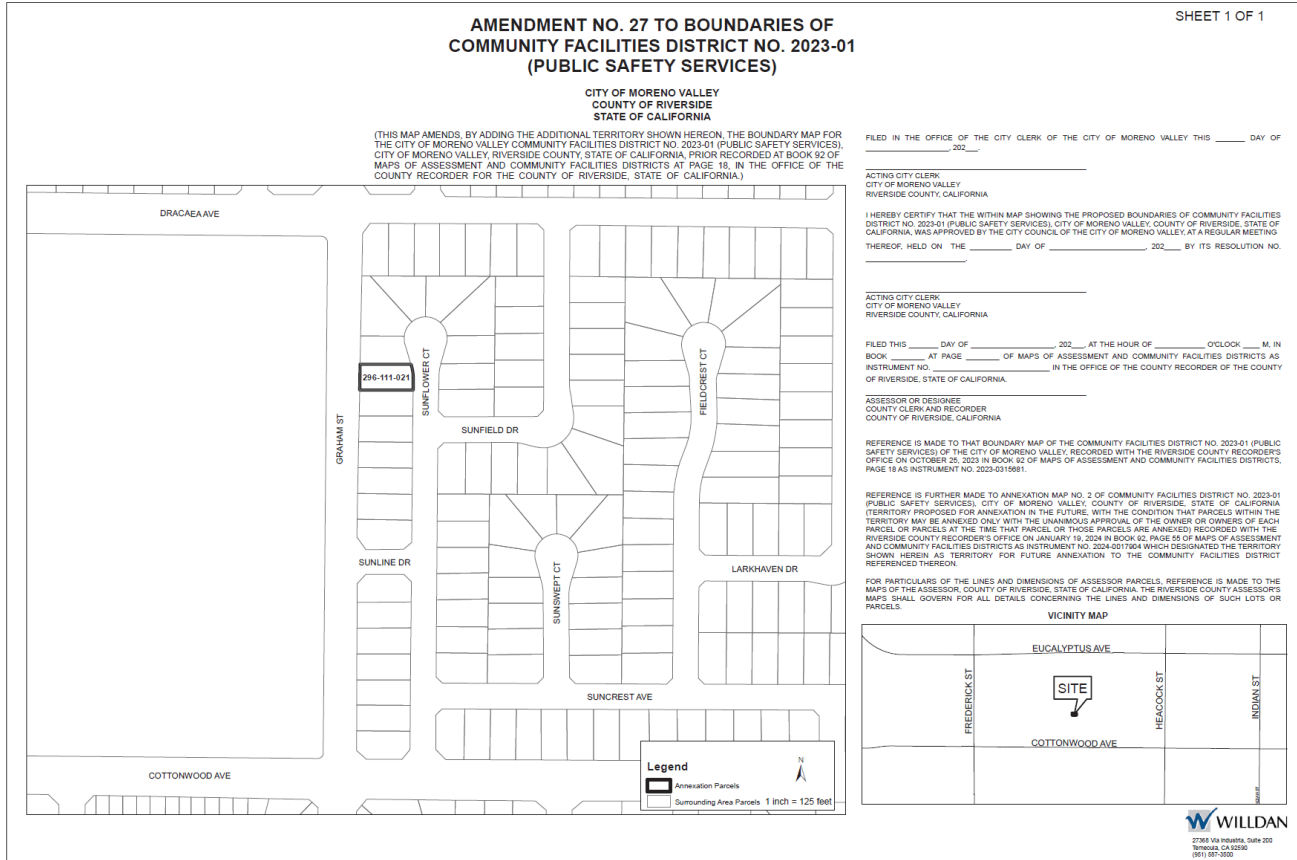 SHEET 1 OF 1
AMENDMENT NO. 27 TO BOUNDARIES OF
COMMUNITY FACILITIES DISTRICT NO. 2023-01
(PUBLIC SAFETY SERVICES)
CITY OF MORENO VALLEY
COUNTY OF RIVERSIDE
STATE OF CALIFORNIA
(THIS MAP AMENDS, BY ADDING THE ADDITIONAL TERRITORY SHOWN HEREON, THE BOUNDARY MAP FOR
THE CITY OF MORENO VALLEY COMMUNITY FACILITIES DISTRICT NO. 2023-01 (PUBLIC SAFETY SERVICES),
CITY OF MORENO VALLEY, RIVERSIDE COUNTY, STATE OF CALIFORNIA, PRIOR RECORDED AT BOOK 92 OF
MAPS OF ASSESSMENT AND COMMUNITY FACILITIES DISTRICTS AT PAGE 18, IN THE OFFICE OF THE
COUNTY RECORDER FOR THE COUNTY OF RIVERSIDE, STATE OF CALIFORNIA.)
DRACAEA AVE
296-111-021
SUNFLOWER CT
FIELDCREST CT
GRAHAM ST
SUNFIELD DR
SUNLINE DR
SUNSWEPT CT
LARKHAVEN DR
SUNCREST AVE
COTTONWOOD AVE
Legend
N
Annexation Parcels
Surrounding Area Parcels 1 inch = 125 feet
FILED IN THE OFFICE OF THE CITY CLERK OF THE CITY OF MORENO VALLEY THIS ______ DAY OF
________________, 202___.
ACTING CITY CLERK
CITY OF MORENO VALLEY
RIVERSIDE COUNTY, CALIFORNIA
I HEREBY CERTIFY THAT THE WITHIN MAP SHOWING THE PROPOSED BOUNDARIES OF COMMUNITY FACILITIES
DISTRICT NO. 2023-01 (PUBLIC SAFETY SERVICES), CITY OF MORENO VALLEY, COUNTY OF RIVERSIDE, STATE OF
CALIFORNIA, WAS APPROVED BY THE CITY COUNCIL OF THE CITY OF MORENO VALLEY, AT A REGULAR MEETING
THEREOF, HELD ON THE ________ DAY OF ___________________, 202___ BY ITS RESOLUTION NO.
___________________.
ACTING CITY CLERK
CITY OF MORENO VALLEY
RIVERSIDE COUNTY, CALIFORNIA
FILED THIS ______ DAY OF ________________, 202___, AT THE HOUR OF __________ O'CLOCK ____ M, IN
BOOK _______ AT PAGE _______ OF MAPS OF ASSESSMENT AND COMMUNITY FACILITIES DISTRICTS AS
INSTRUMENT NO. ______________________ IN THE OFFICE OF THE COUNTY RECORDER OF THE COUNTY
OF RIVERSIDE, STATE OF CALIFORNIA.
ASSESSOR OR DESIGNEE
COUNTY CLERK AND RECORDER
COUNTY OF RIVERSIDE, CALIFORNIA
REFERENCE IS MADE TO THAT BOUNDARY MAP OF THE COMMUNITY FACILITIES DISTRICT NO. 2023-01 (PUBLIC
SAFETY SERVICES) OF THE CITY OF MORENO VALLEY, RECORDED WITH THE RIVERSIDE COUNTY RECORDER'S
OFFICE ON OCTOBER 25, 2023 IN BOOK 92 OF MAPS OF ASSESSMENT AND COMMUNITY FACILITIES DISTRICTS,
PAGE 18 AS INSTRUMENT NO. 2023-0315681.
REFERENCE IS FURTHER MADE TO ANNEXATION MAP NO. 2 OF COMMUNITY FACILITIES DISTRICT NO. 2023-01
(PUBLIC SAFETY SERVICES), CITY OF MORENO VALLEY, COUNTY OF RIVERSIDE, STATE OF CALIFORNIA
(TERRITORY PROPOSED FOR ANNEXATION IN THE FUTURE, WITH THE CONDITION THAT PARCELS WITHIN THE
TERRITORY MAY BE ANNEXED ONLY WITH THE UNANIMOUS APPROVAL OF THE OWNER OR OWNERS OF EACH
PARCEL OR PARCELS AT THE TIME THAT PARCEL OR THOSE PARCELS ARE ANNEXED) RECORDED WITH THE
RIVERSIDE COUNTY RECORDER'S OFFICE ON JANUARY 19, 2024 IN BOOK 92, PAGE 55 OF MAPS OF ASSESSMENT
AND COMMUNITY FACILITIES DISTRICTS AS INSTRUMENT NO. 2024-0017904 WHICH DESIGNATED THE TERRITORY
SHOWN HEREIN AS TERRITORY FOR FUTURE ANNEXATION TO THE COMMUNITY FACILITIES DISTRICT
REFERENCED THEREON.
FOR PARTICULARS OF THE LINES AND DIMENSIONS OF ASSESSOR PARCELS, REFERENCE IS MADE TO THE
MAPS OF THE ASSESSOR, COUNTY OF RIVERSIDE, STATE OF CALIFORNIA. THE RIVERSIDE COUNTY ASSESSOR'S
MAPS SHALL GOVERN FOR ALL DETAILS CONCERNING THE LINES AND DIMENSIONS OF SUCH LOTS OR
PARCELS.
VICINITY MAP
EUCALYPTUS AVE
FREDERICK ST
SITE
HEACOCK ST
INDIAN ST
COTTONWOOD AVE
WILLDAN
27368 Via Industria, Suite 200
Temecula, CA 92590
(951) 587-3500